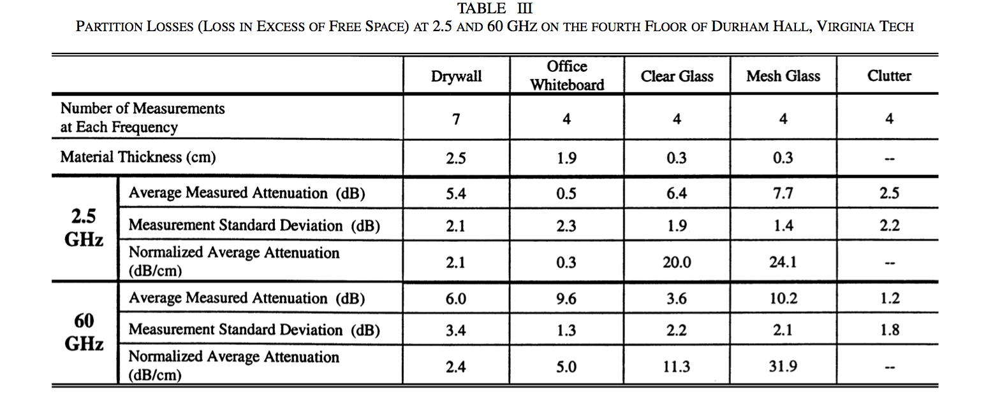 TABLE III
PARTITION LOSSES (LOSS IN EXCESS OF FREE SPACE) AT 2.5 AND 60 GHZ ON THE FOURTH FLOOR OF DURHAM HALL, VIRGINIA TECH
Drywall Office Whiteboard Clear Glass Mesh Glass Clutter
Number of Measurements
at Each Frequency 7 4 4 4 4
Material Thickness (cm) 2.5 1.9 0.3 0.3 --
2.5 GHz
Average Measured Attenuation (dB) 5.4 0.5 6.4 7.7 2.5
Measurement Standard Deviation (dB) 2.1 2.3 1.9 1.4 2.2
Normalized Average Attenuation
(dB/cm) 2.1 0.3 20.0 24.1 --
60 GHz
Average Measured Attenuation (dB) 6.0 9.6 3.6 10.2 1.2
Measurement Standard Deviation (dB) 3.4 1.3 2.2 2.1 1.8
Normalized Average Attenuation
(dB/cm) 2.4 5.0 11.3 31.9 --